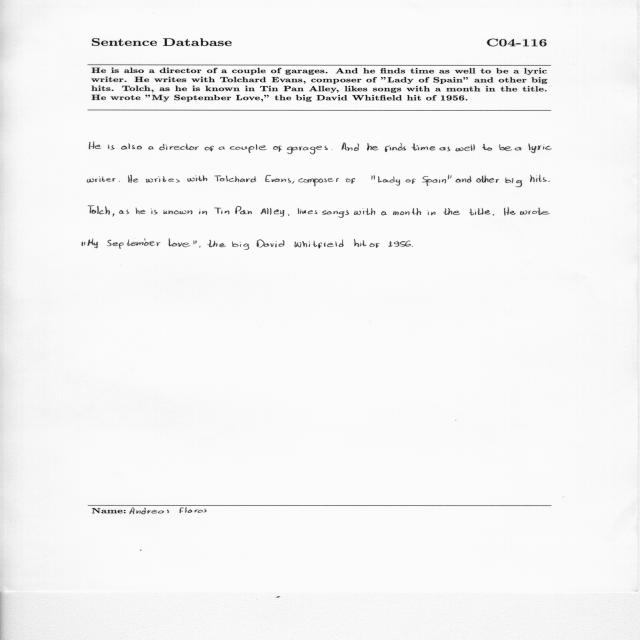 Sentence Database C04-116
He is also a director of a couple of garages. And he finds time as well to be a lyric
writer. He writes with Tolchard Evans, composer of "Lady of Spain" and other big
hits. Tolch, as he is known in Tin Pan Alley, likes songs with a month in the title.
He wrote "My September Love," the big David Whitfield hit of 1956.
He is also a director of a couple of garages. And he finds time as well to be a lyric
writer. He writes with Tolchard Evans, composer of "Lady of Spain" and other big hits.
Tolch, as he is known in Tin Pan Alley, likes songs with a month in the title. He wrote
"My September Love", the big David Whitfield hit of 1956.
Name: Andreas Floros